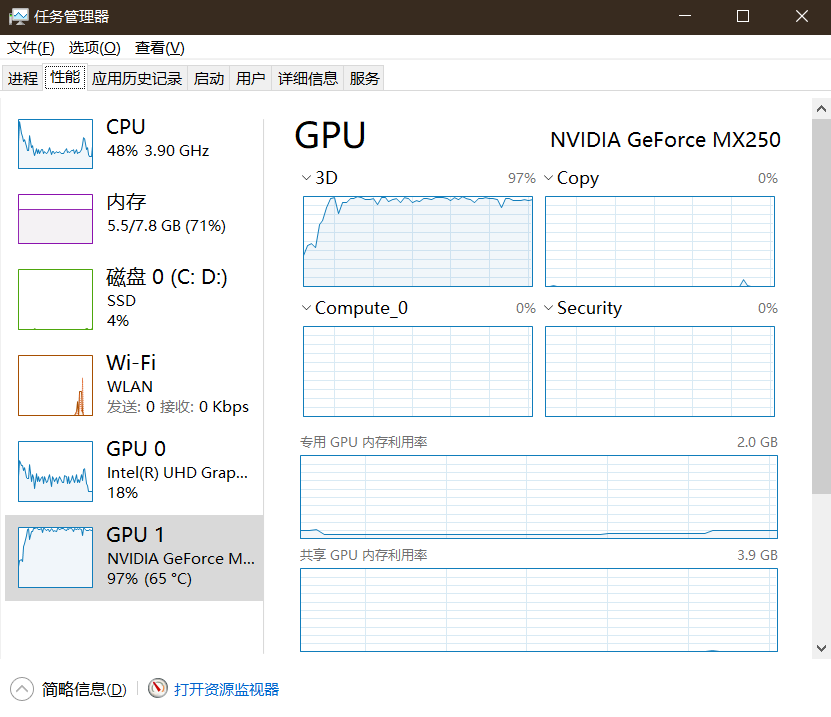 任务管理器
文件(F) 选项(O) 查看(V)
进程 性能 应用历史记录 启动 用户 详细信息 服务
CPU
48% 3.90 GHz
内存
5.5/7.8 GB (71%)
磁盘 0 (C: D:)
SSD
4%
Wi-Fi
WLAN
发送: 0 接收: 0 Kbps
GPU 0
Intel(R) UHD Grap...
18%
GPU 1
NVIDIA GeForce M...
97% (65 °C)
GPU NVIDIA GeForce MX250
3D 97% Copy 0%
Compute_0 0% Security 0%
专用 GPU 内存利用率 2.0 GB
共享 GPU 内存利用率 3.9 GB
简略信息(D) 打开资源监视器